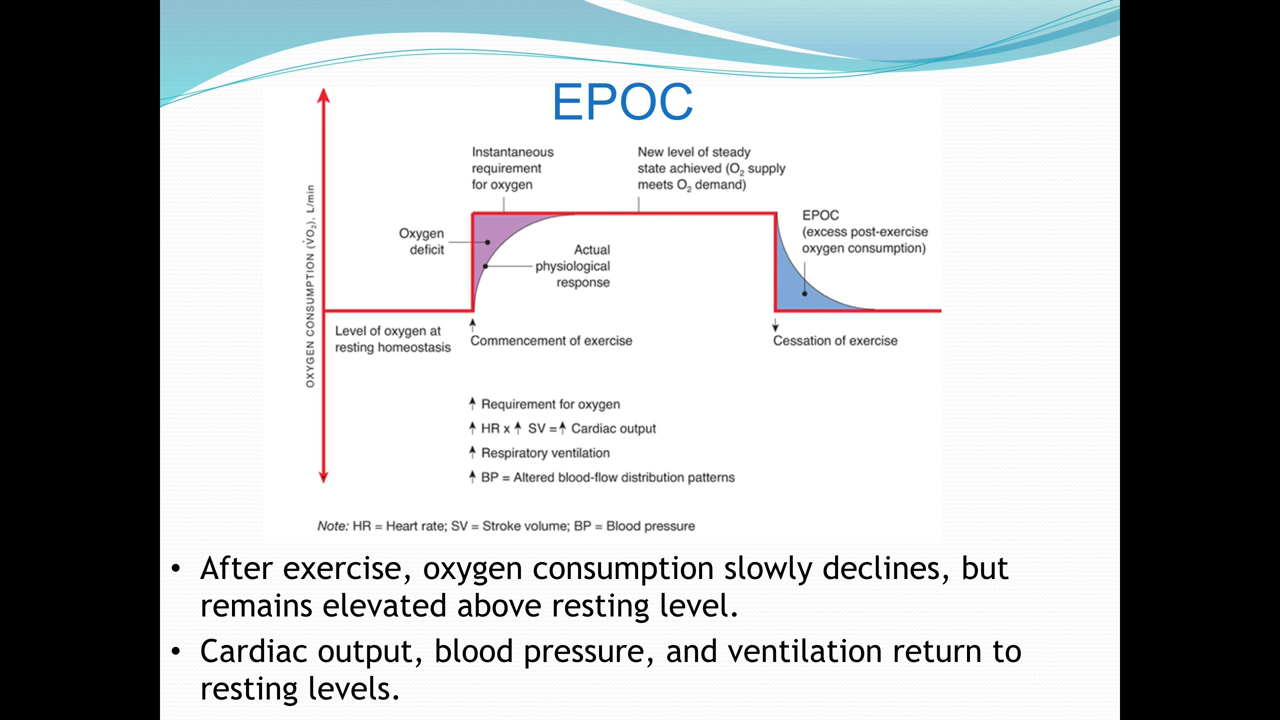 EPOC
Instantaneous
requirement
for oxygen
New level of steady
state achieved (O₂ supply
meets O₂ demand)
Oxygen
deficit
Actual
physiological
response
EPOC
(excess post-exercise
oxygen consumption)
OXYGEN CONSUMPTION (V̇O₂), L/min
Level of oxygen at
resting homeostasis
↑
Commencement of exercise
↓
Cessation of exercise
↑ Requirement for oxygen
↑ HR x ↑ SV = ↑ Cardiac output
↑ Respiratory ventilation
↑ BP = Altered blood-flow distribution patterns
Note: HR = Heart rate; SV = Stroke volume; BP = Blood pressure
• After exercise, oxygen consumption slowly declines, but
remains elevated above resting level.
• Cardiac output, blood pressure, and ventilation return to
resting levels.